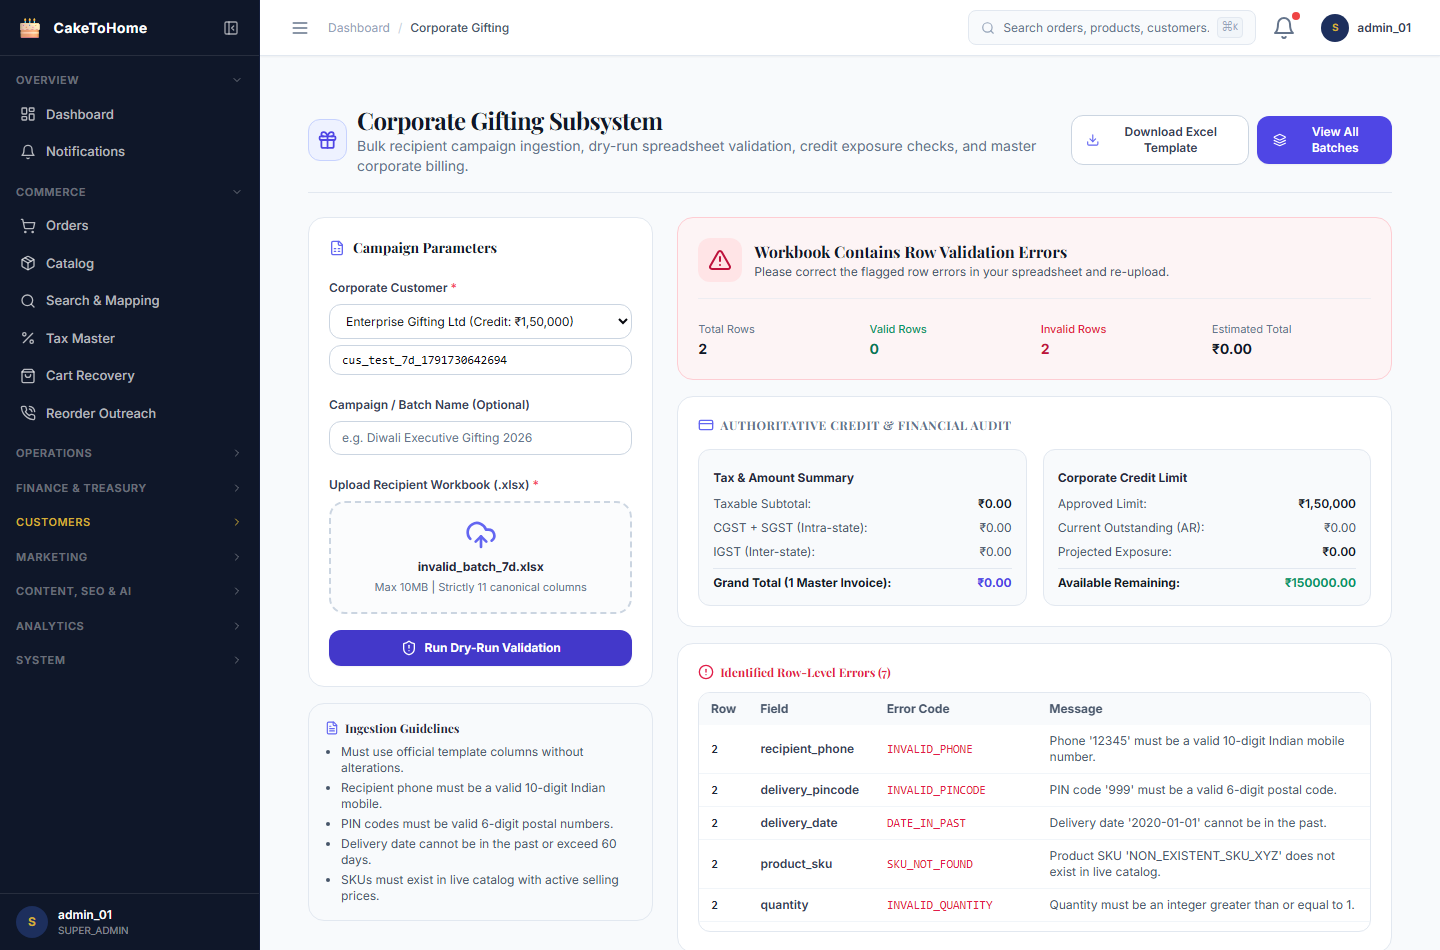 CakeToHome
OVERVIEW
Dashboard
Notifications
COMMERCE
Orders
Catalog
Search & Mapping
Tax Master
Cart Recovery
Reorder Outreach
OPERATIONS
FINANCE & TREASURY
CUSTOMERS
MARKETING
CONTENT, SEO & AI
ANALYTICS
SYSTEM
S
admin_01
SUPER_ADMIN
Dashboard / Corporate Gifting
Search orders, products, customers. ⌘K
S admin_01
Corporate Gifting Subsystem
Bulk recipient campaign ingestion, dry-run spreadsheet validation, credit exposure checks, and master
corporate billing.
Download Excel
Template
View All
Batches
Campaign Parameters
Corporate Customer *
Enterprise Gifting Ltd (Credit: ₹1,50,000)
cus_test_7d_1791730642694
Campaign / Batch Name (Optional)
e.g. Diwali Executive Gifting 2026
Upload Recipient Workbook (.xlsx) *
invalid_batch_7d.xlsx
Max 10MB | Strictly 11 canonical columns
Run Dry-Run Validation
Ingestion Guidelines
• Must use official template columns without
alterations.
• Recipient phone must be a valid 10-digit Indian
mobile.
• PIN codes must be valid 6-digit postal numbers.
• Delivery date cannot be in the past or exceed 60
days.
• SKUs must exist in live catalog with active selling
prices.
Workbook Contains Row Validation Errors
Please correct the flagged row errors in your spreadsheet and re-upload.
Total Rows Valid Rows Invalid Rows Estimated Total
2 0 2 ₹0.00
AUTHORITATIVE CREDIT & FINANCIAL AUDIT
Tax & Amount Summary
Taxable Subtotal: ₹0.00
CGST + SGST (Intra-state): ₹0.00
IGST (Inter-state): ₹0.00
Grand Total (1 Master Invoice): ₹0.00
Corporate Credit Limit
Approved Limit: ₹1,50,000
Current Outstanding (AR): ₹0.00
Projected Exposure: ₹0.00
Available Remaining: ₹150000.00
Identified Row-Level Errors (7)
Row Field Error Code Message
2 recipient_phone INVALID_PHONE Phone '12345' must be a valid 10-digit Indian mobile
number.
2 delivery_pincode INVALID_PINCODE PIN code '999' must be a valid 6-digit postal code.
2 delivery_date DATE_IN_PAST Delivery date '2020-01-01' cannot be in the past.
2 product_sku SKU_NOT_FOUND Product SKU 'NON_EXISTENT_SKU_XYZ' does not
exist in live catalog.
2 quantity INVALID_QUANTITY Quantity must be an integer greater than or equal to 1.